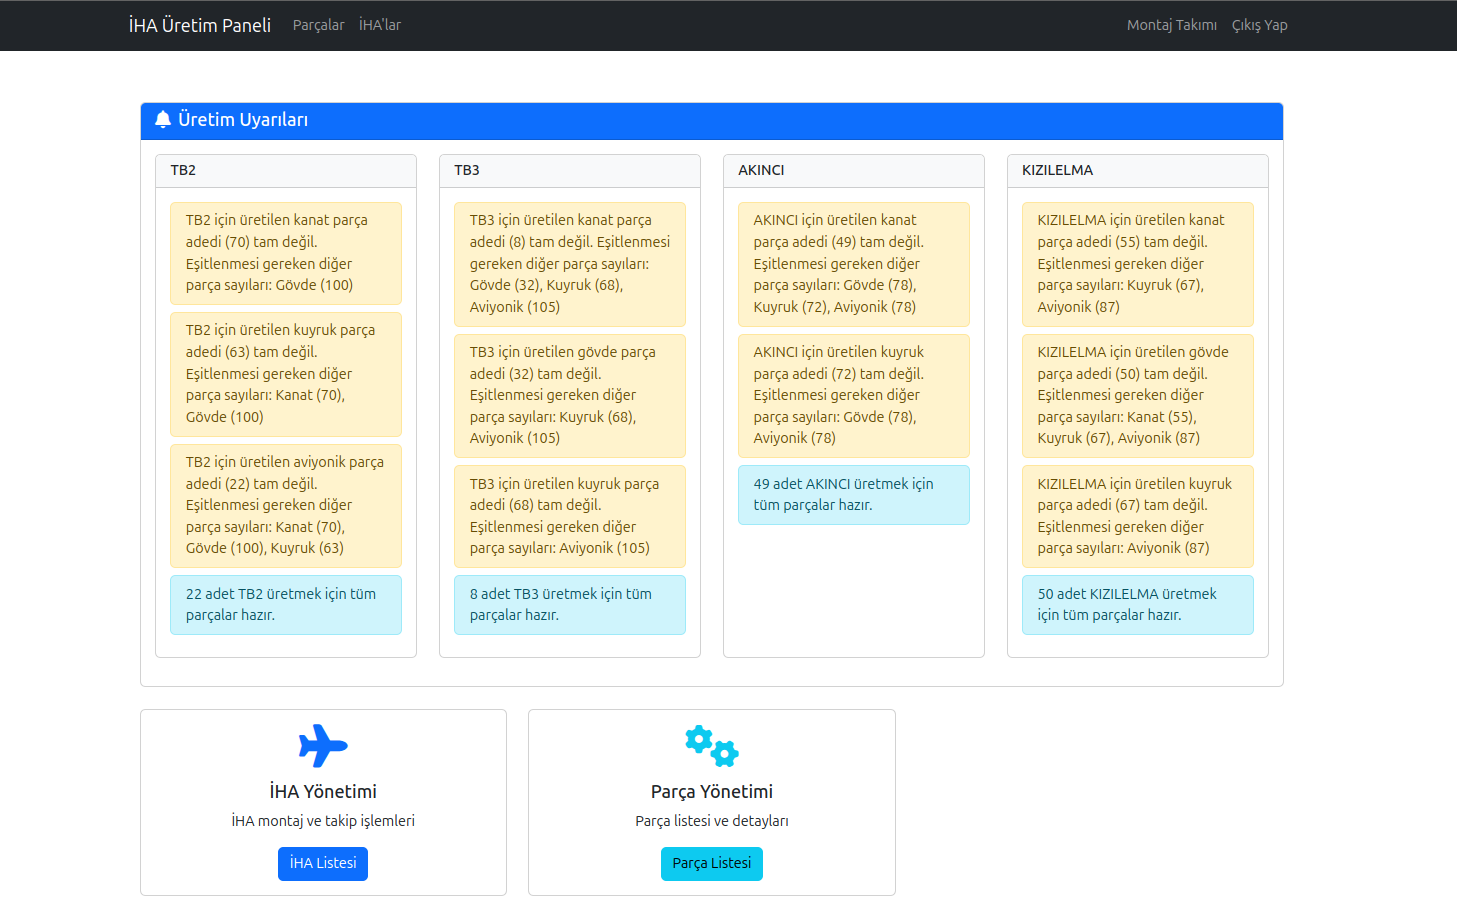 İHA Üretim Paneli Parçalar İHA'lar Montaj Takımı Çıkış Yap
Üretim Uyarıları
TB2
TB2 için üretilen kanat parça
adedi (70) tam değil.
Eşitlenmesi gereken diğer
parça sayıları: Gövde (100)
TB2 için üretilen kuyruk parça
adedi (63) tam değil.
Eşitlenmesi gereken diğer
parça sayıları: Kanat (70),
Gövde (100)
TB2 için üretilen aviyonik parça
adedi (22) tam değil.
Eşitlenmesi gereken diğer
parça sayıları: Kanat (70),
Gövde (100), Kuyruk (63)
22 adet TB2 üretmek için tüm
parçalar hazır.
TB3
TB3 için üretilen kanat parça
adedi (8) tam değil. Eşitlenmesi
gereken diğer parça sayıları:
Gövde (32), Kuyruk (68),
Aviyonik (105)
TB3 için üretilen gövde parça
adedi (32) tam değil.
Eşitlenmesi gereken diğer
parça sayıları: Kuyruk (68),
Aviyonik (105)
TB3 için üretilen kuyruk parça
adedi (68) tam değil.
Eşitlenmesi gereken diğer
parça sayıları: Aviyonik (105)
8 adet TB3 üretmek için tüm
parçalar hazır.
AKINCI
AKINCI için üretilen kanat
parça adedi (49) tam değil.
Eşitlenmesi gereken diğer
parça sayıları: Gövde (78),
Kuyruk (72), Aviyonik (78)
AKINCI için üretilen kuyruk
parça adedi (72) tam değil.
Eşitlenmesi gereken diğer
parça sayıları: Gövde (78),
Aviyonik (78)
49 adet AKINCI üretmek için
tüm parçalar hazır.
KIZILELMA
KIZILELMA için üretilen kanat
parça adedi (55) tam değil.
Eşitlenmesi gereken diğer
parça sayıları: Kuyruk (67),
Aviyonik (87)
KIZILELMA için üretilen gövde
parça adedi (50) tam değil.
Eşitlenmesi gereken diğer
parça sayıları: Kanat (55),
Kuyruk (67), Aviyonik (87)
KIZILELMA için üretilen kuyruk
parça adedi (67) tam değil.
Eşitlenmesi gereken diğer
parça sayıları: Aviyonik (87)
50 adet KIZILELMA üretmek
için tüm parçalar hazır.
İHA Yönetimi
İHA montaj ve takip işlemleri
İHA Listesi
Parça Yönetimi
Parça listesi ve detayları
Parça Listesi